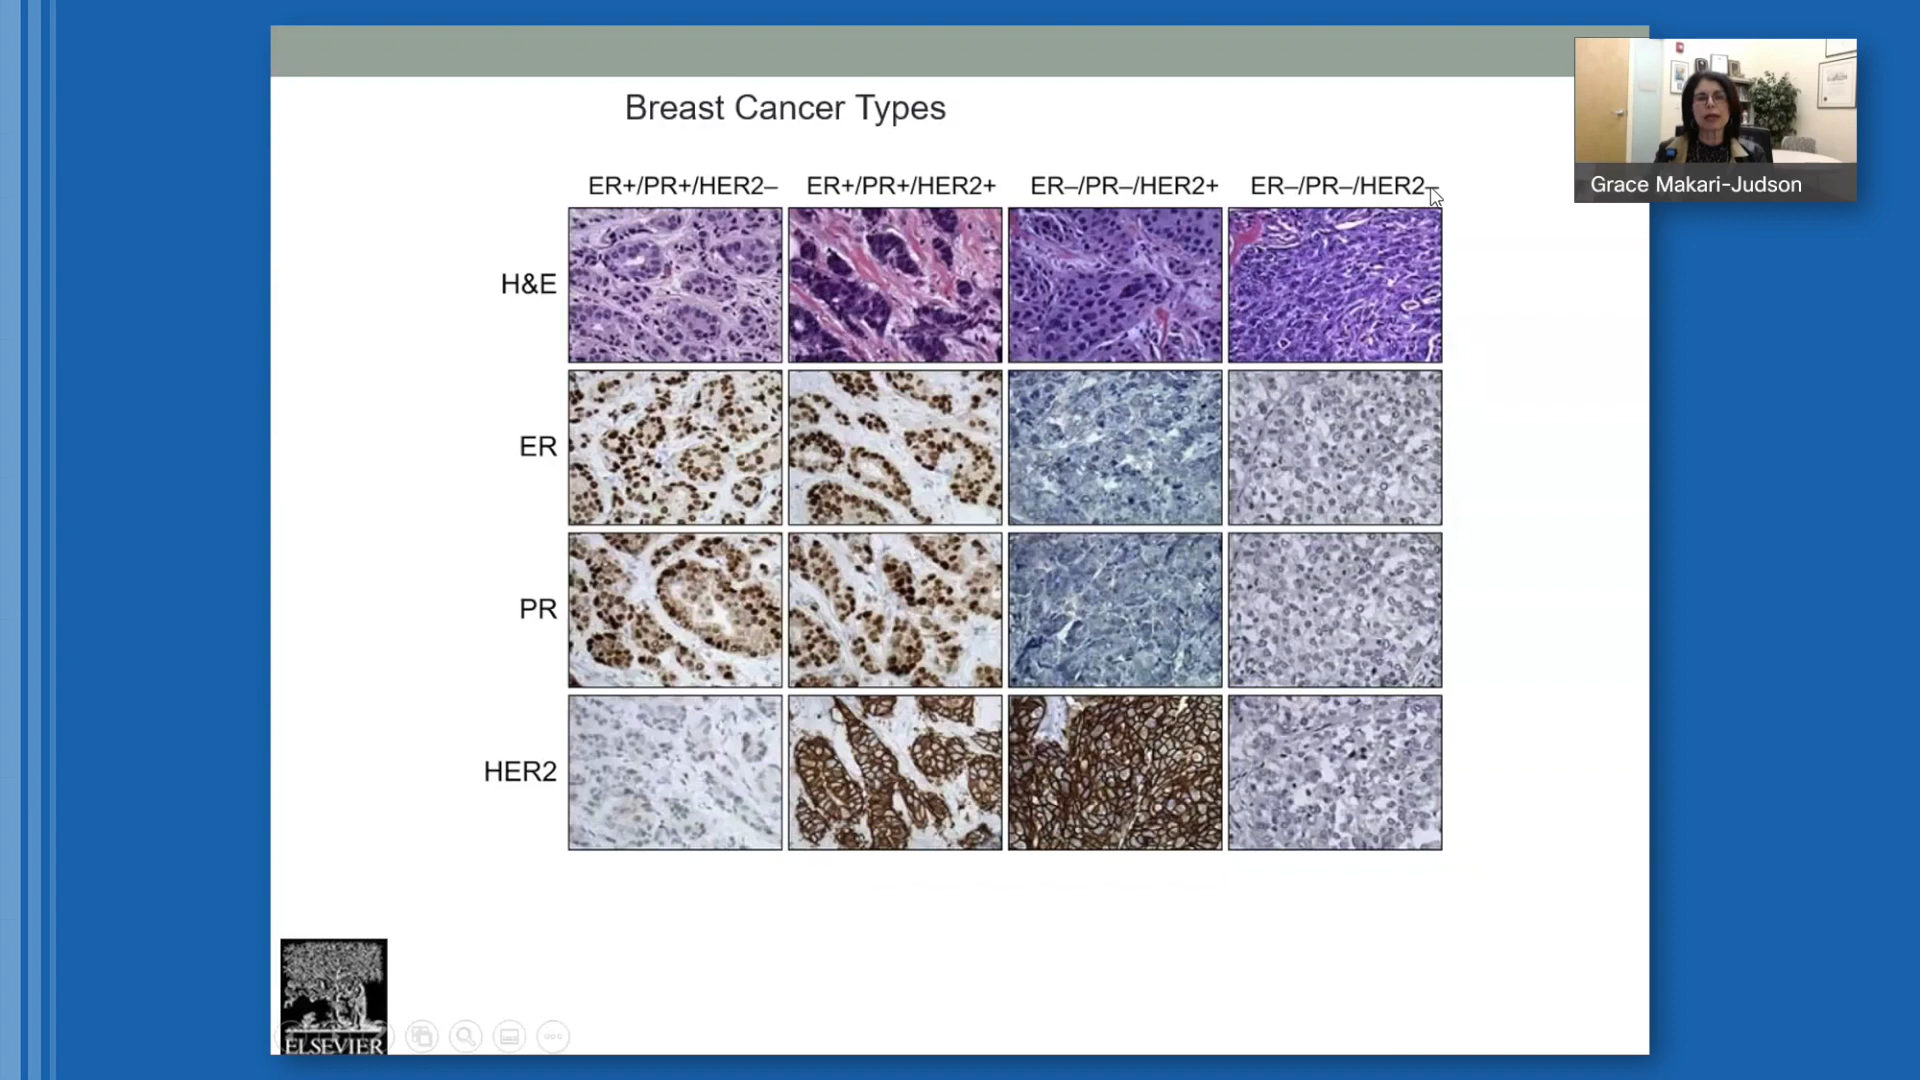 Breast Cancer Types
ER+/PR+/HER2– ER+/PR+/HER2+ ER–/PR–/HER2+ ER–/PR–/HER2–
H&E
ER
PR
HER2
Grace Makari-Judson
ELSEVIER